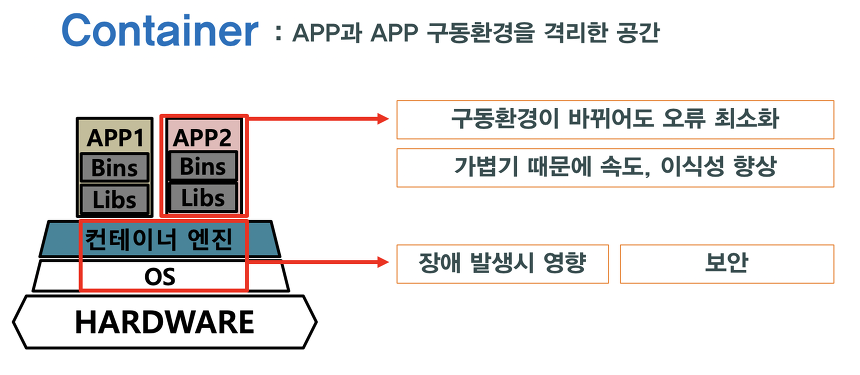 Container : APP과 APP 구동환경을 격리한 공간
APP1 APP2
Bins Bins
Libs Libs
컨테이너 엔진
OS
HARDWARE
구동환경이 바뀌어도 오류 최소화
가볍기 때문에 속도, 이식성 향상
장애 발생시 영향 보안